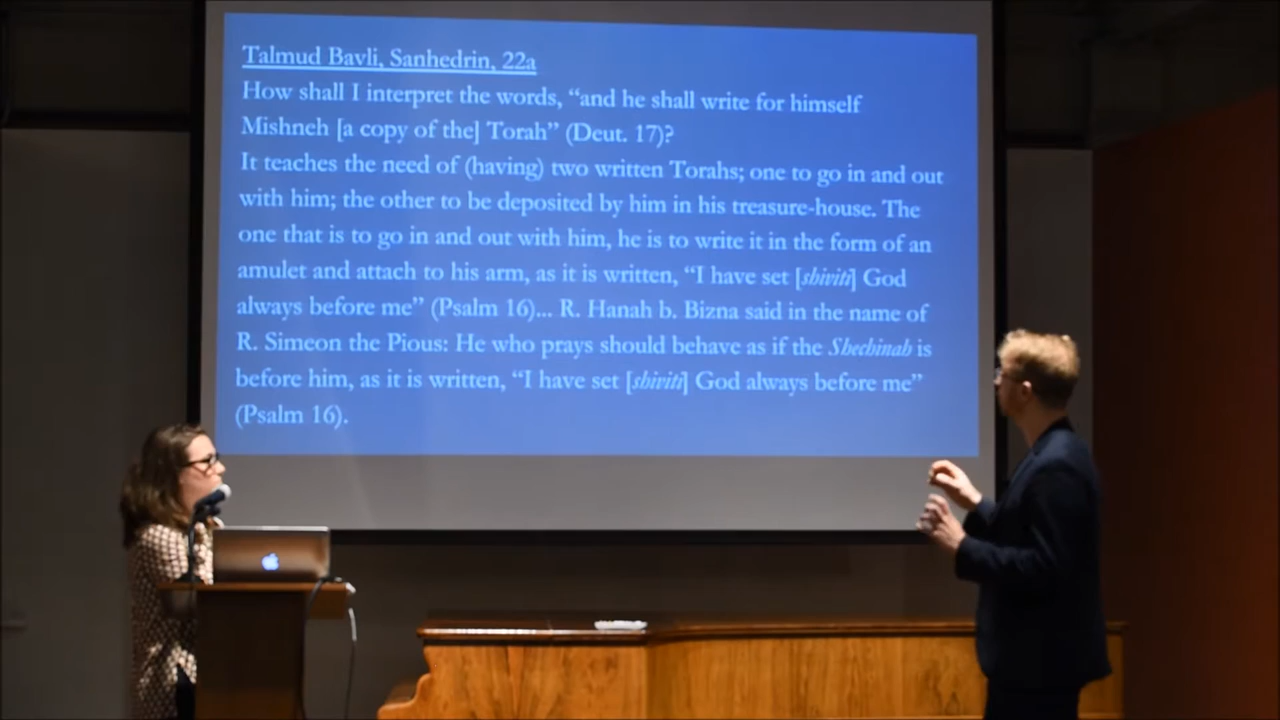 Talmud Bavli, Sanhedrin, 22a
How shall I interpret the words, “and he shall write for himself
Mishneh [a copy of the] Torah” (Deut. 17)?
It teaches the need of (having) two written Torahs; one to go in and out
with him; the other to be deposited by him in his treasure-house. The
one that is to go in and out with him, he is to write it in the form of an
amulet and attach to his arm, as it is written, “I have set [shiviti] God
always before me” (Psalm 16)... R. Hanah b. Bizna said in the name of
R. Simeon the Pious: He who prays should behave as if the Shechinah is
before him, as it is written, “I have set [shiviti] God always before me”
(Psalm 16).